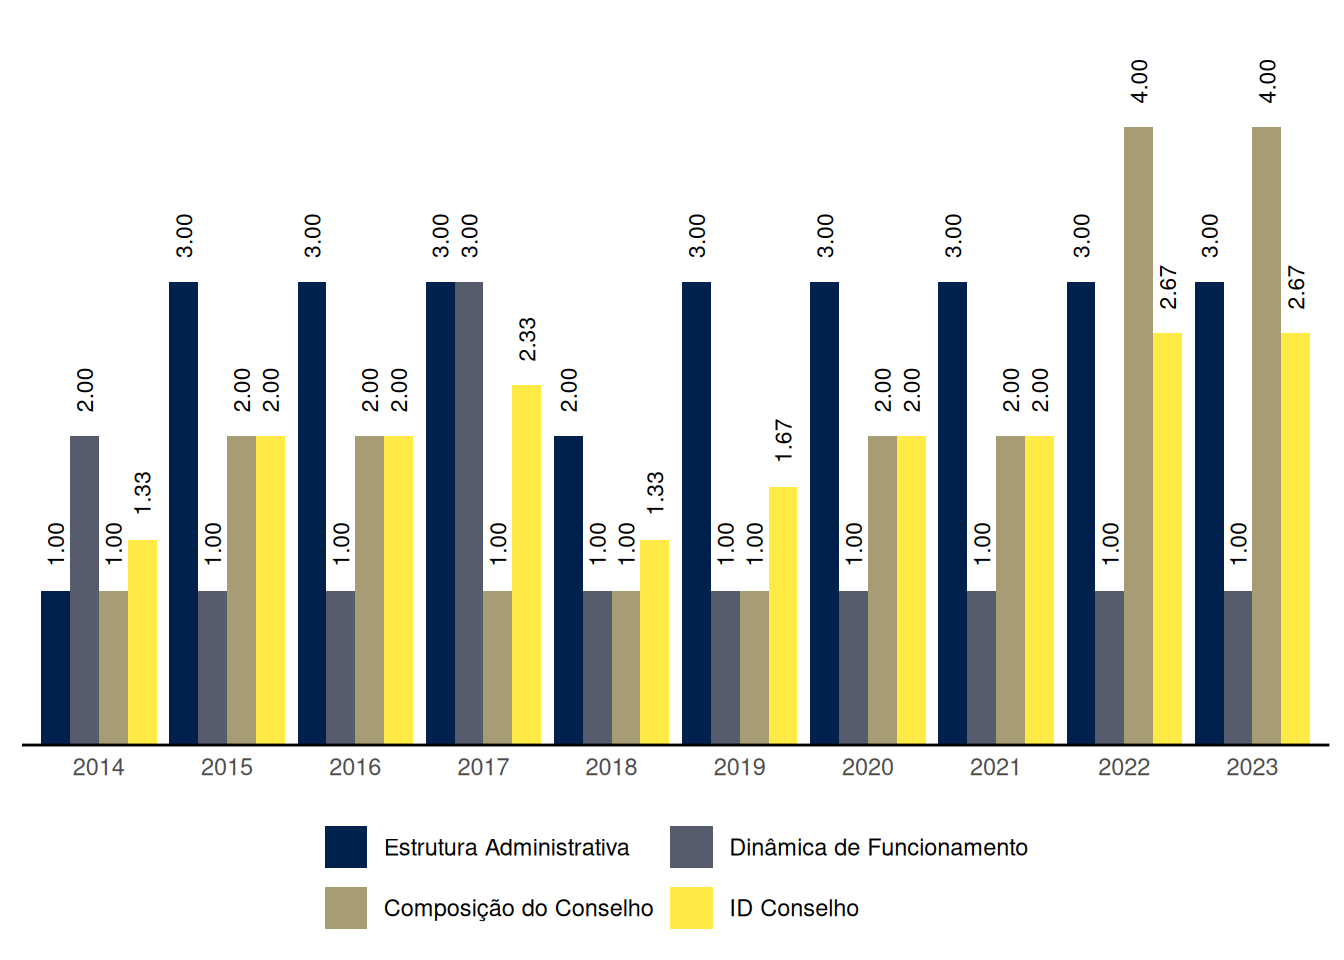 4.00 4.00
3.00 3.00 3.00 3.00 3.00 3.00 3.00 3.00 3.00
2.67 2.67
2.33
2.00 2.00 2.00 2.00 2.00 2.00 2.00 2.00 2.00 2.00
1.67
1.33 1.33
1.00 1.00 1.00 1.00 1.00 1.00 1.00 1.00 1.00 1.00 1.00 1.00 1.00
2014 2015 2016 2017 2018 2019 2020 2021 2022 2023
Estrutura Administrativa Dinâmica de Funcionamento
Composição do Conselho ID Conselho